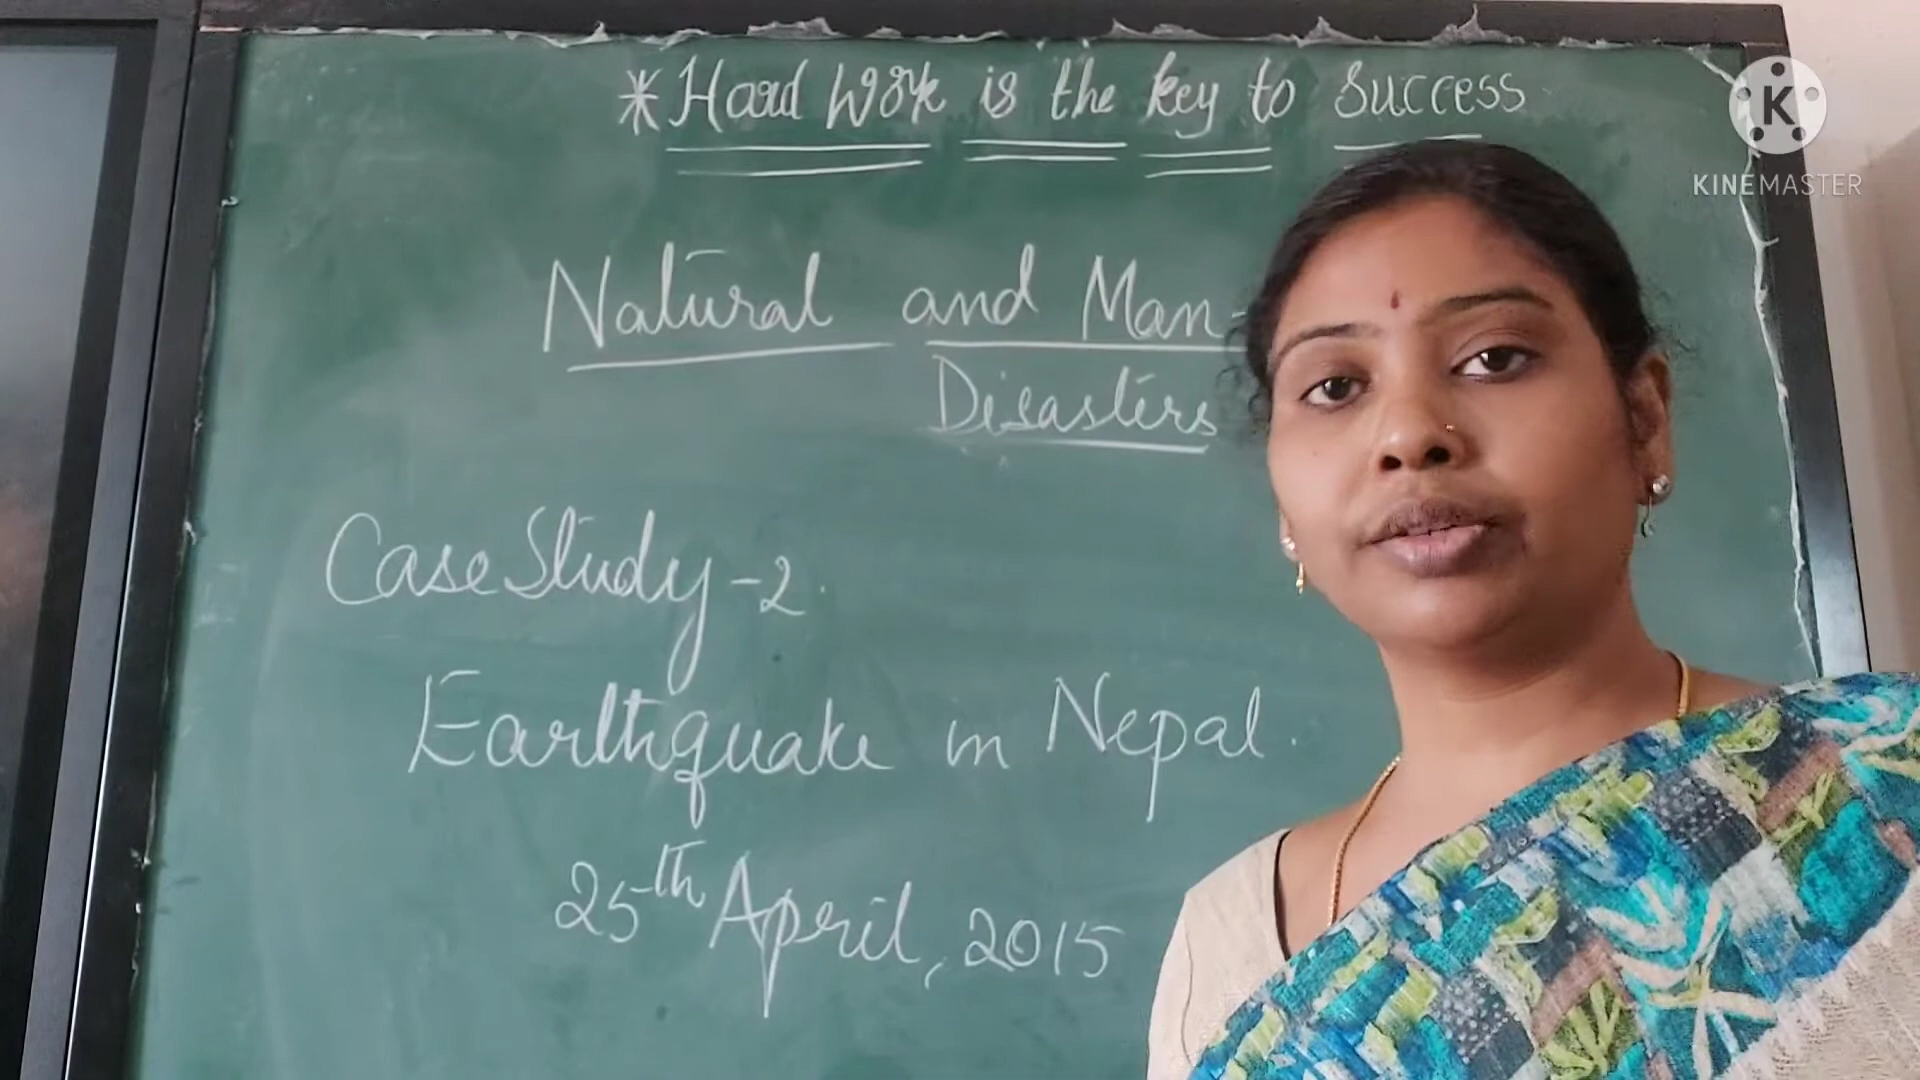 * Hard Work is the key to Success
K
KINEMASTER
Natural and Man-
Disasters
Case Study - 2.
Earthquake in Nepal.
25th April, 2015